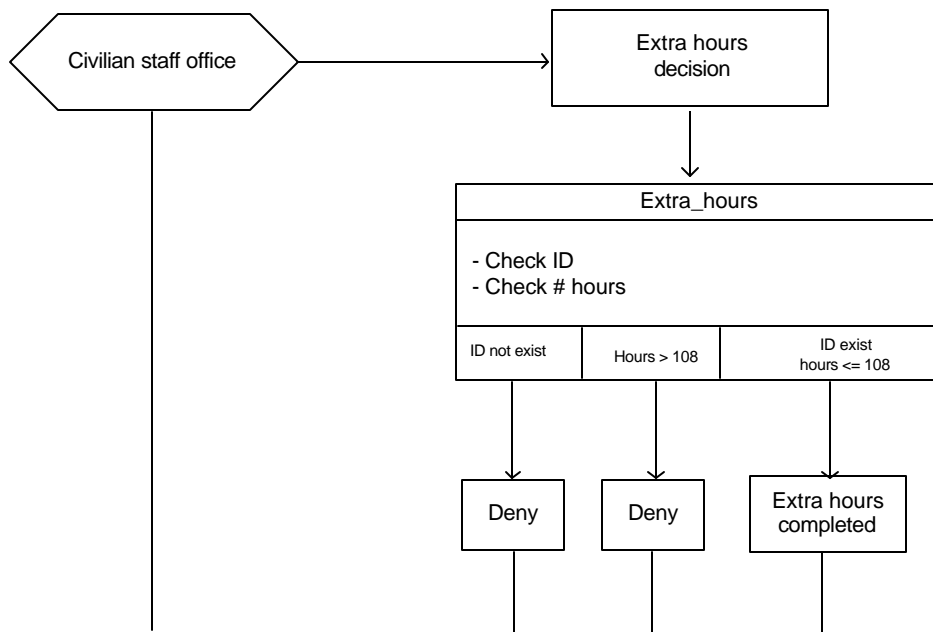 Civilian staff office
Extra hours
decision
Extra_hours
- Check ID
- Check # hours
ID not exist
Hours > 108
ID exist
hours <= 108
Deny
Deny
Extra hours
completed